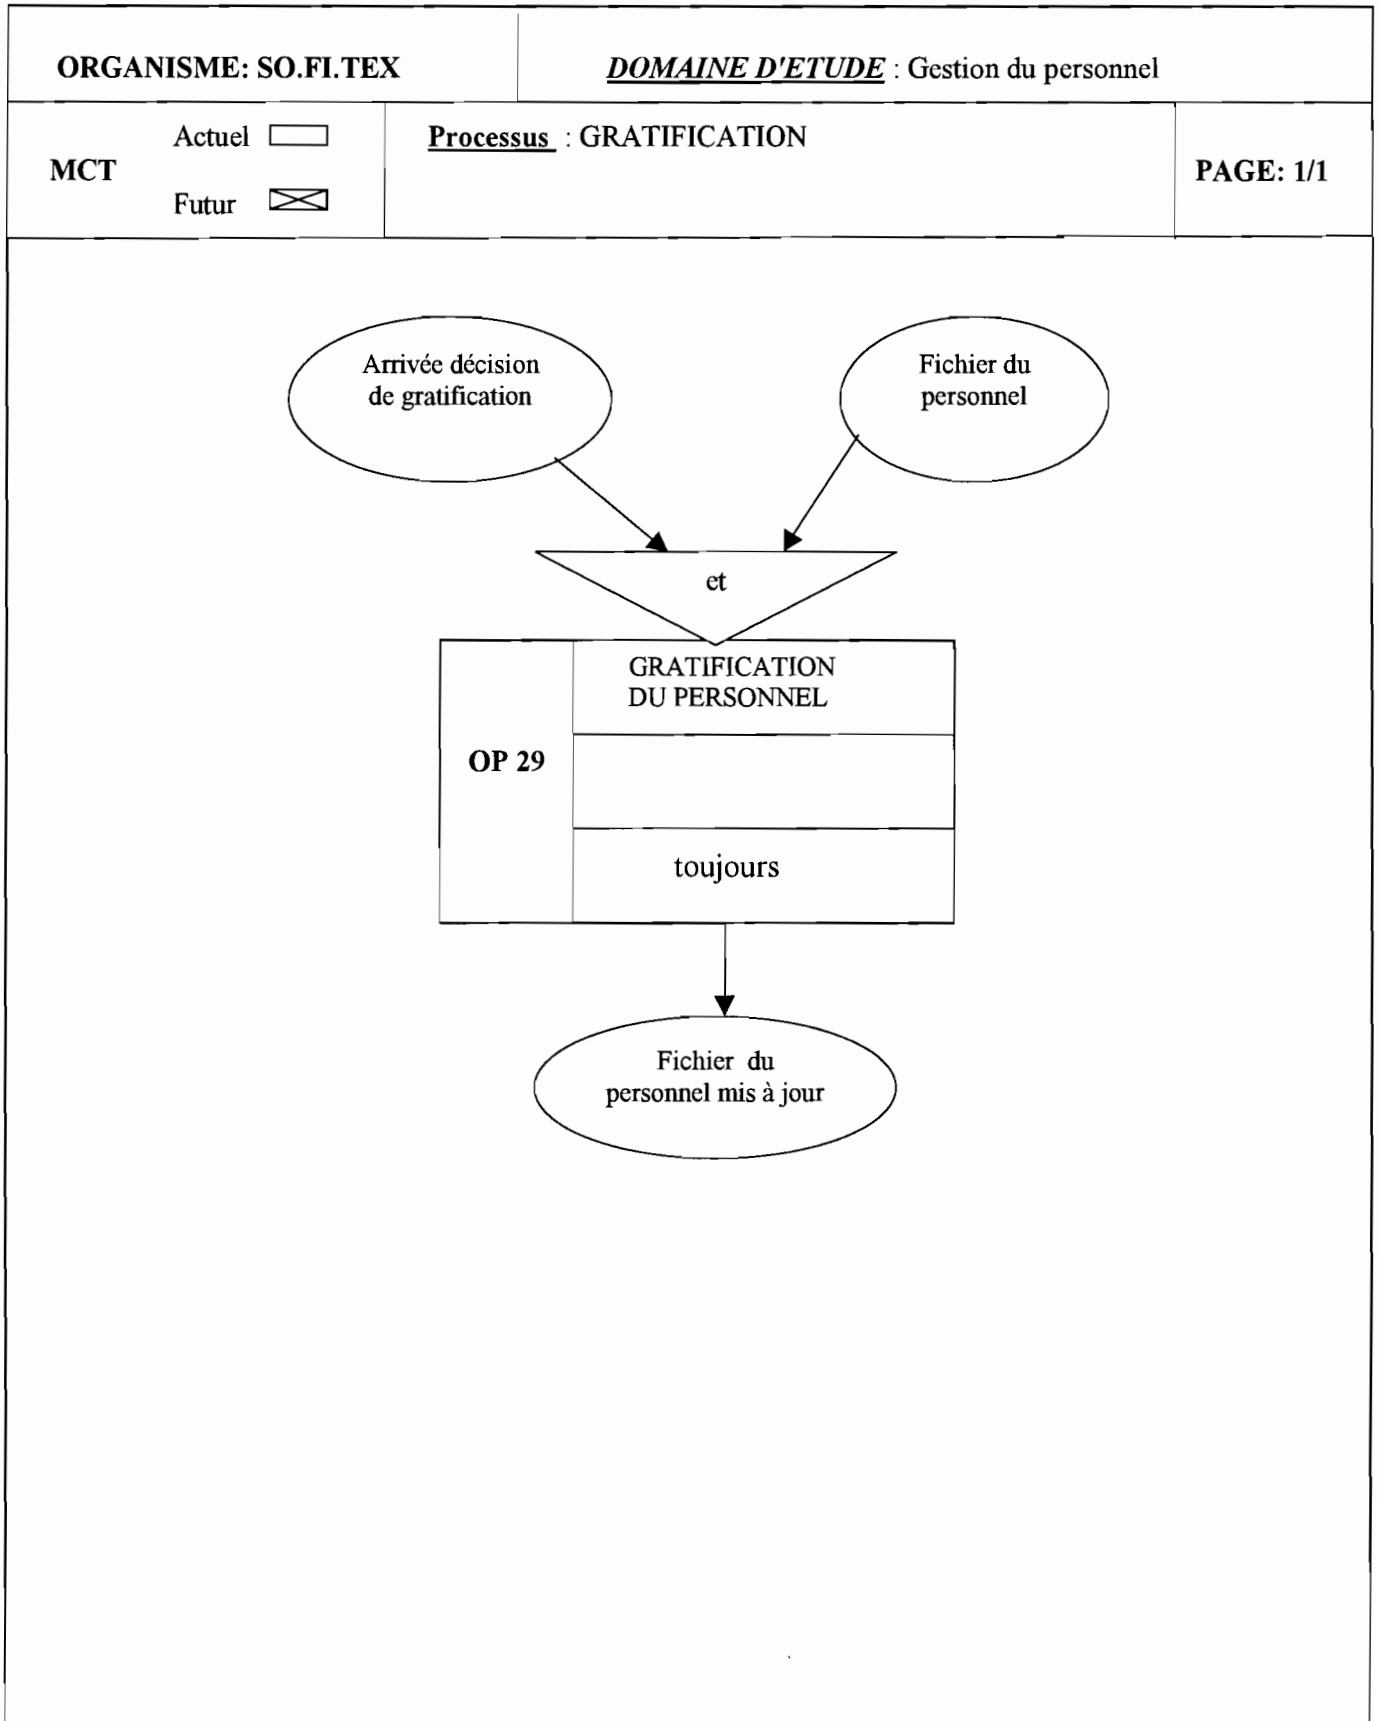 ORGANISME: SO.FI.TEX
DOMAINE D'ETUDE : Gestion du personnel
MCT
Actuel
Futur
Processus : GRATIFICATION
PAGE: 1/1
Arrivée décision
de gratification
Fichier du
personnel
et
GRATIFICATION
DU PERSONNEL
OP 29
toujours
Fichier du
personnel mis à jour